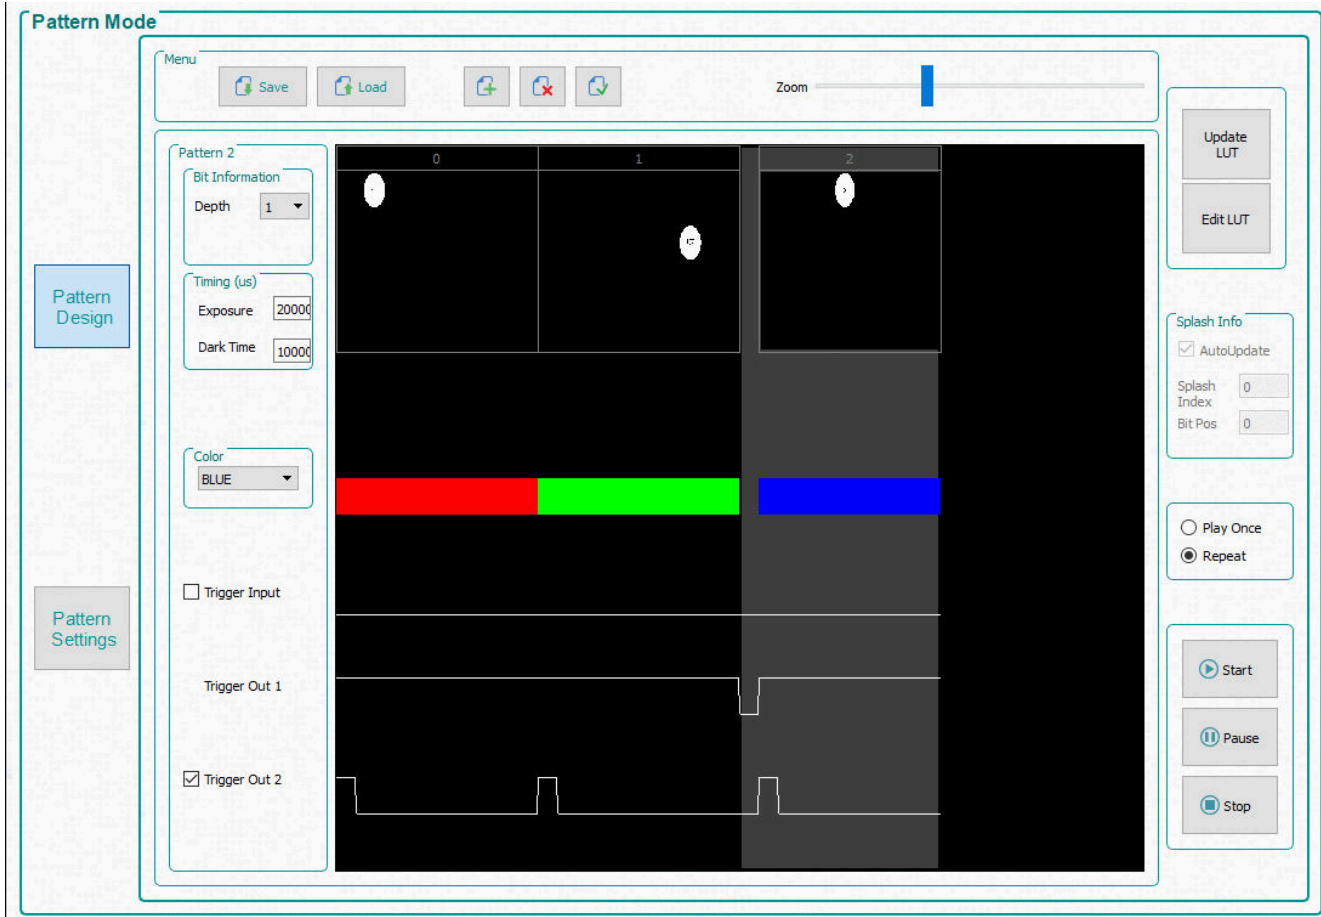 Pattern Mode
Menu
Save
Load
Zoom
Update
LUT
Edit LUT
Pattern 2
Bit Information
Depth 1
Timing (us)
Exposure 20000
Dark Time 10000
Color
BLUE
Trigger Input
Trigger Out 1
Trigger Out 2
0 1 2
Pattern
Design
Pattern
Settings
Splash Info
AutoUpdate
Splash
Index
0
Bit Pos 0
Play Once
Repeat
Start
Pause
Stop